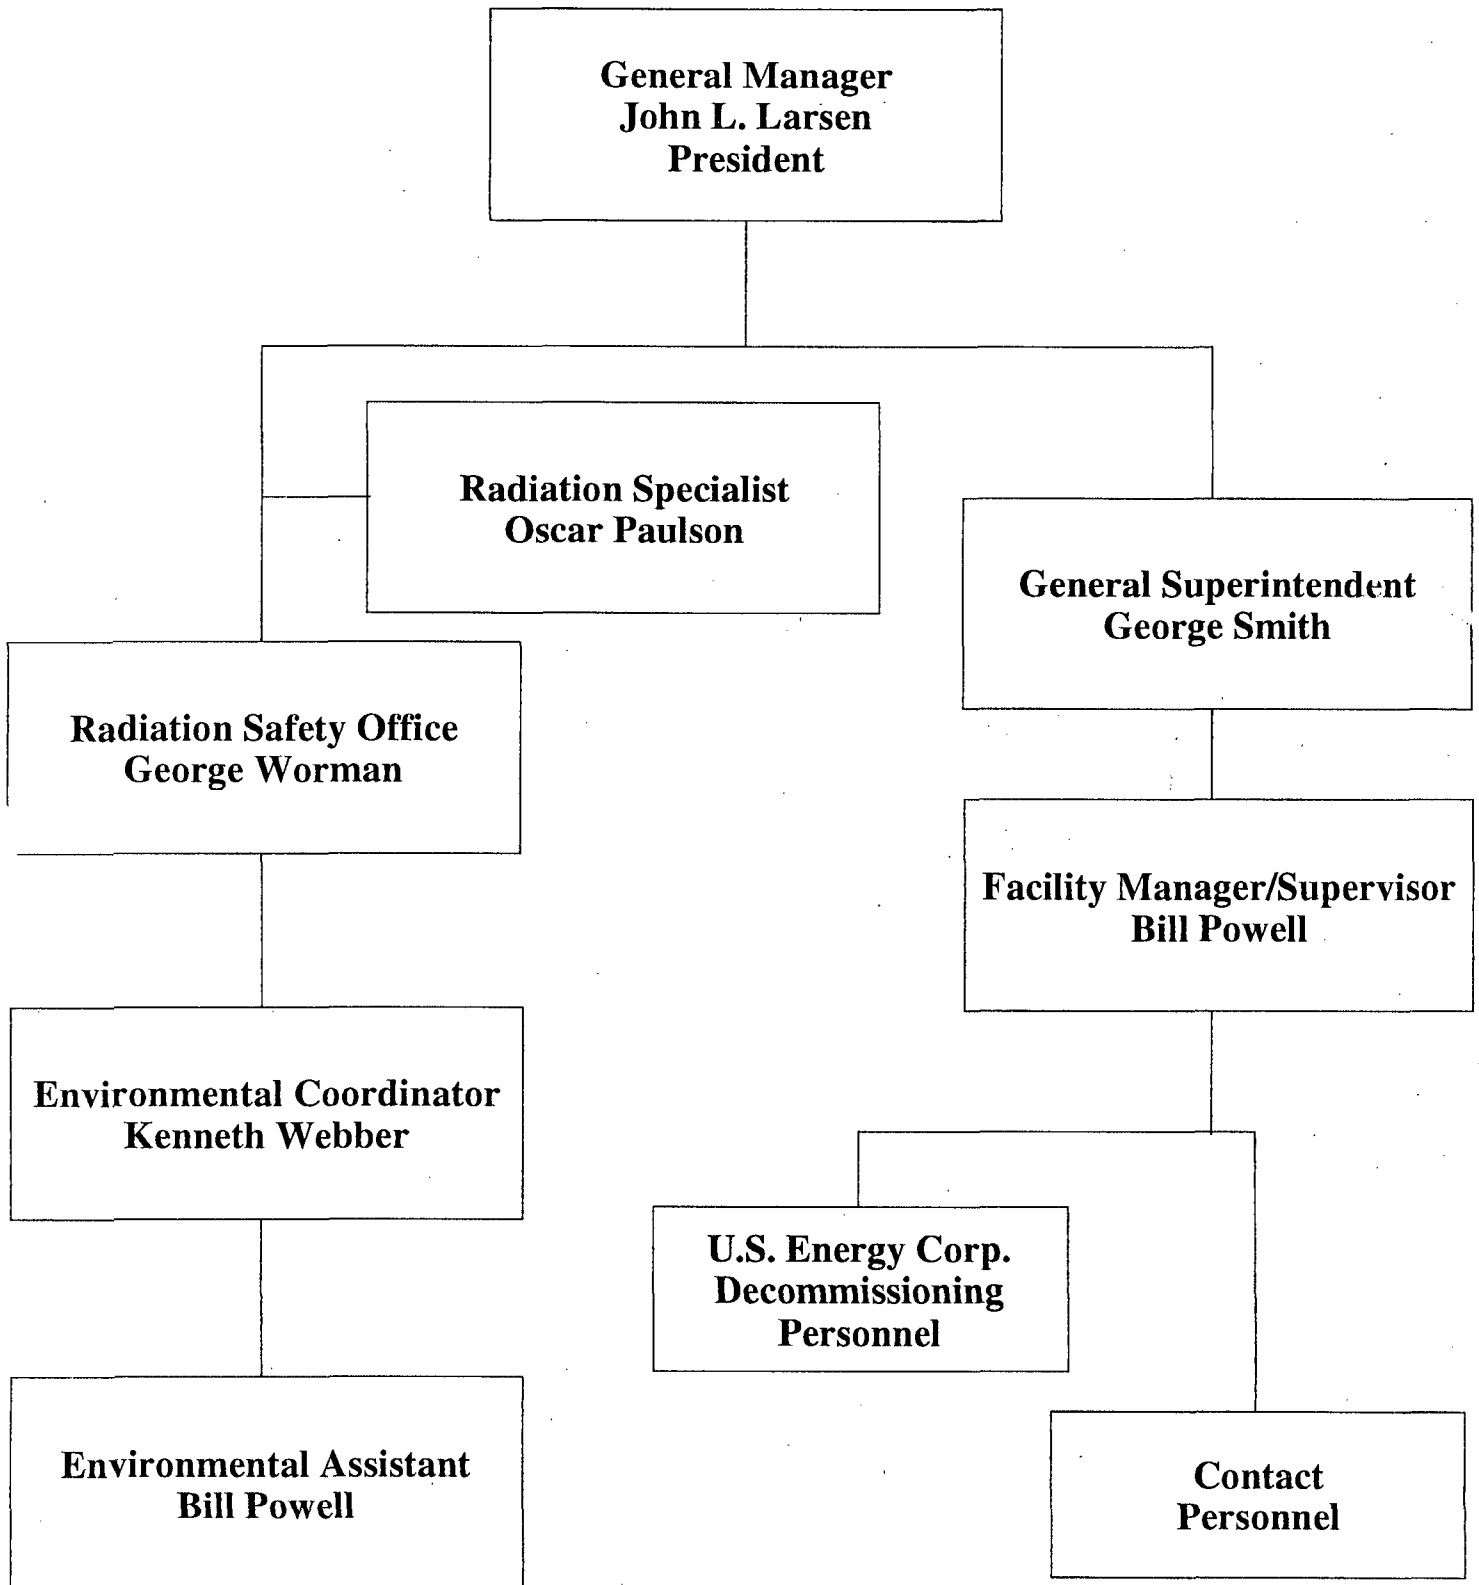 General Manager
John L. Larsen
President
Radiation Specialist
Oscar Paulson
General Superintendent
George Smith
Radiation Safety Office
George Worman
Facility Manager/Supervisor
Bill Powell
Environmental Coordinator
Kenneth Webber
U.S. Energy Corp.
Decommissioning
Personnel
Environmental Assistant
Bill Powell
Contact
Personnel